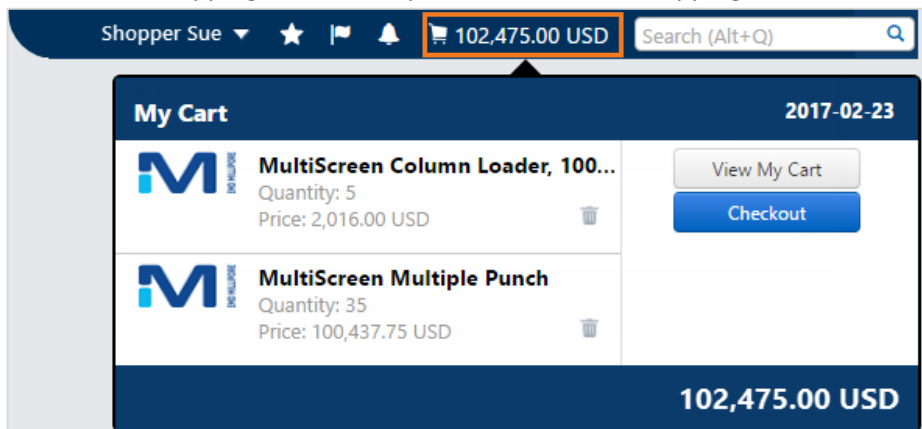 Shopper Sue
102,475.00 USD
Search (Alt+Q)
My Cart
2017-02-23
MultiScreen Column Loader, 100...
Quantity: 5
Price: 2,016.00 USD
View My Cart
Checkout
MultiScreen Multiple Punch
Quantity: 35
Price: 100,437.75 USD
102,475.00 USD